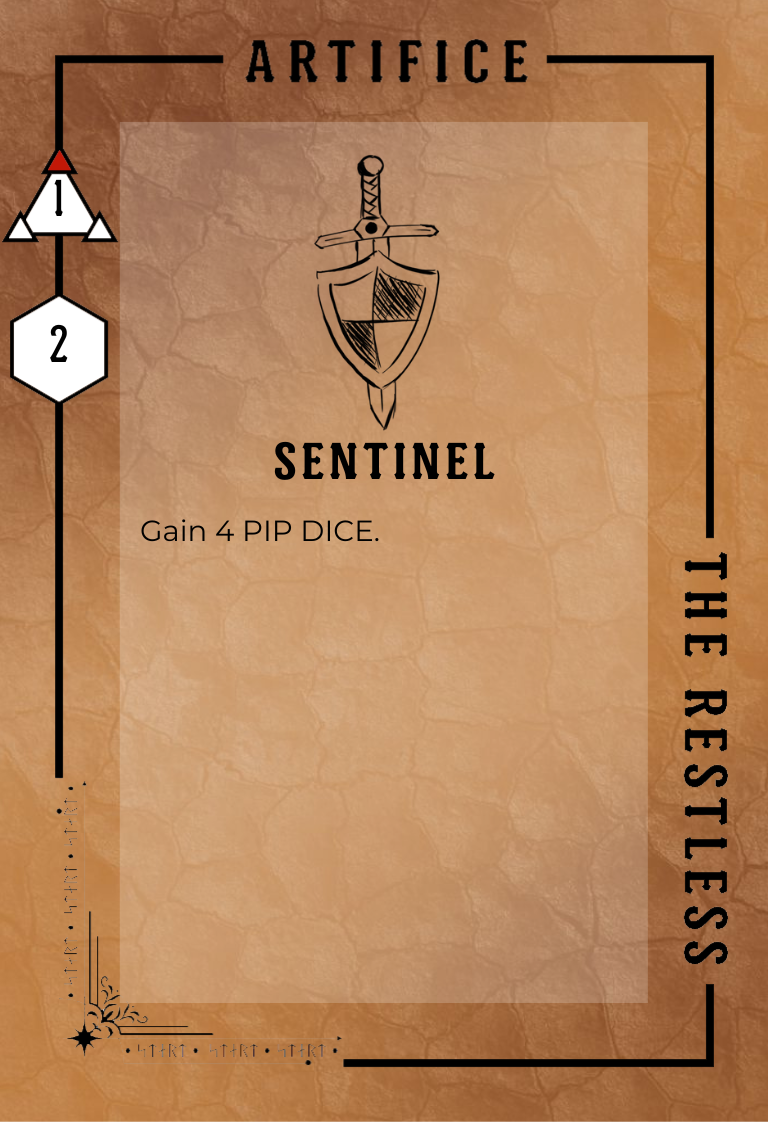 ARTIFICE
1
2
SENTINEL
Gain 4 PIP DICE.
THE RESTLESS